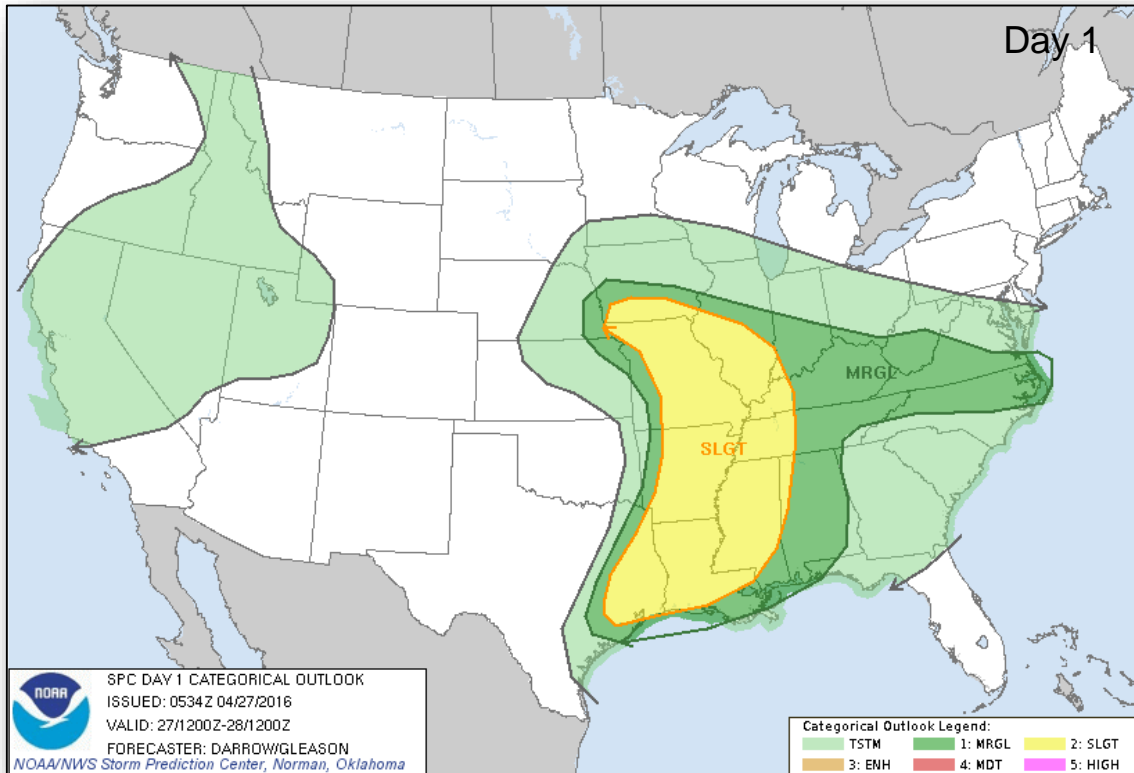 Day 1
MRGL
SLGT
NOAA
SPC DAY 1 CATEGORICAL OUTLOOK
ISSUED: 0534Z 04/27/2016
VALID: 27/1200Z-28/1200Z
FORECASTER: DARROW/GLEASON
NOAA/NWS Storm Prediction Center, Norman, Oklahoma
Categorical Outlook Legend:
TSTM 1: MRGL 2: SLGT
3: ENH 4: MDT 5: HIGH